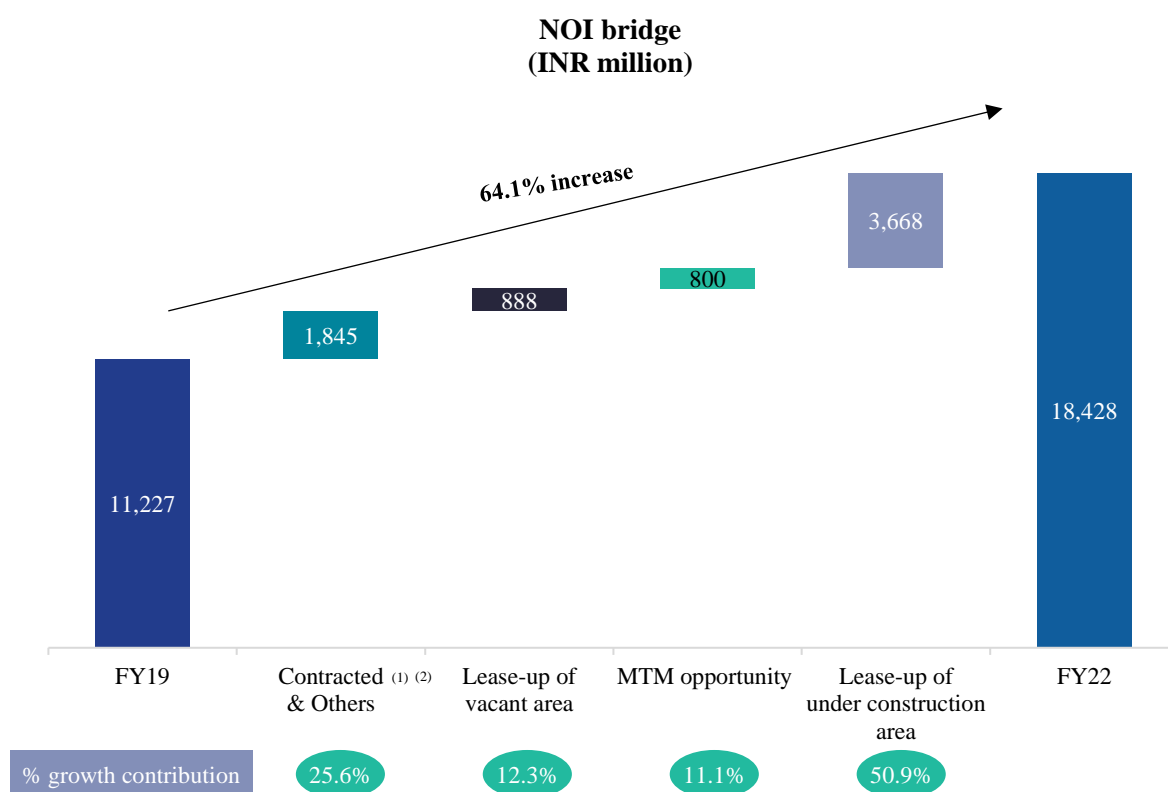 NOI bridge
(INR million)
64.1% increase
3,668
800
888
1,845
18,428
11,227
FY19
Contracted (1) (2)
& Others
Lease-up of
vacant area
MTM opportunity
Lease-up of
under construction
area
FY22
% growth contribution
25.6%
12.3%
11.1%
50.9%